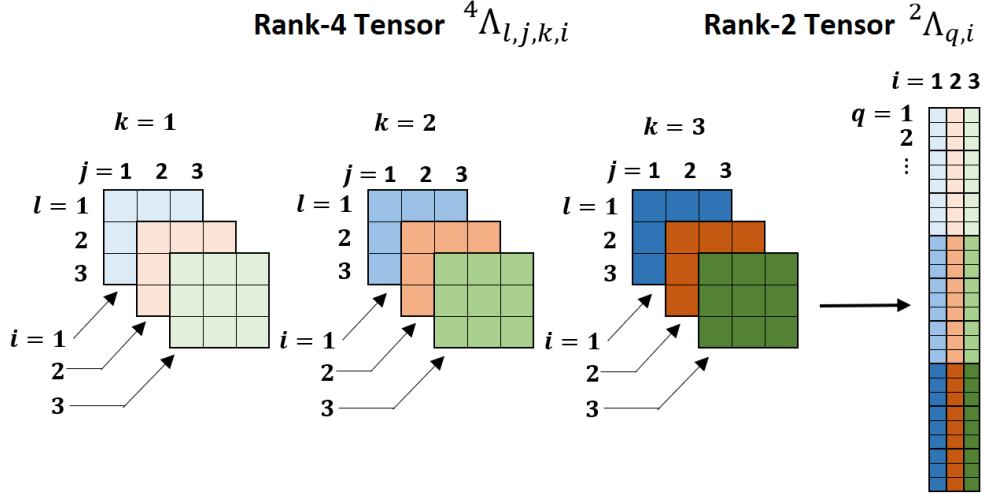 Rank-4 Tensor ⁴Λ_{l,j,k,i}
Rank-2 Tensor ²Λ_{q,i}
i = 1 2 3
q = 1
2
⋮
k = 1
k = 2
k = 3
j = 1 2 3
j = 1 2 3
j = 1 2 3
l = 1
2
3
l = 1
2
3
l = 1
2
3
i = 1
2
3
i = 1
2
3
i = 1
2
3